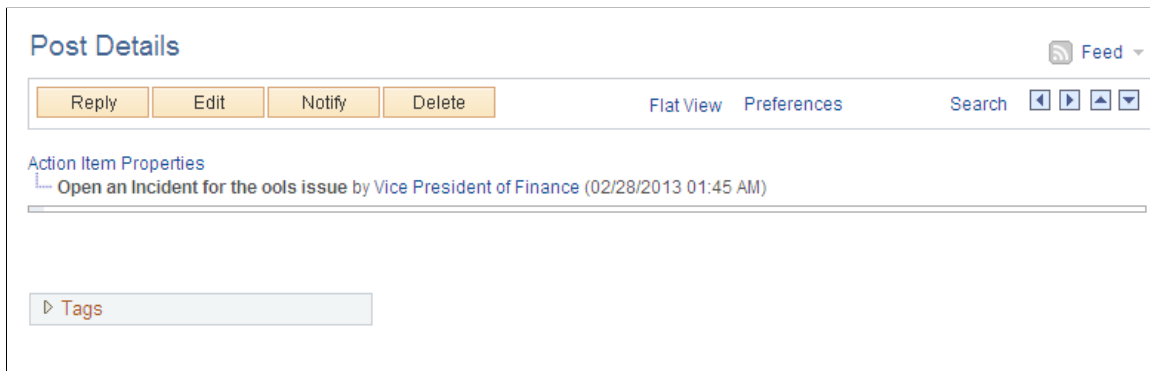 Post Details
Feed
Reply Edit Notify Delete Flat View Preferences Search
Action Item Properties
Open an Incident for the ools issue by Vice President of Finance (02/28/2013 01:45 AM)
Tags